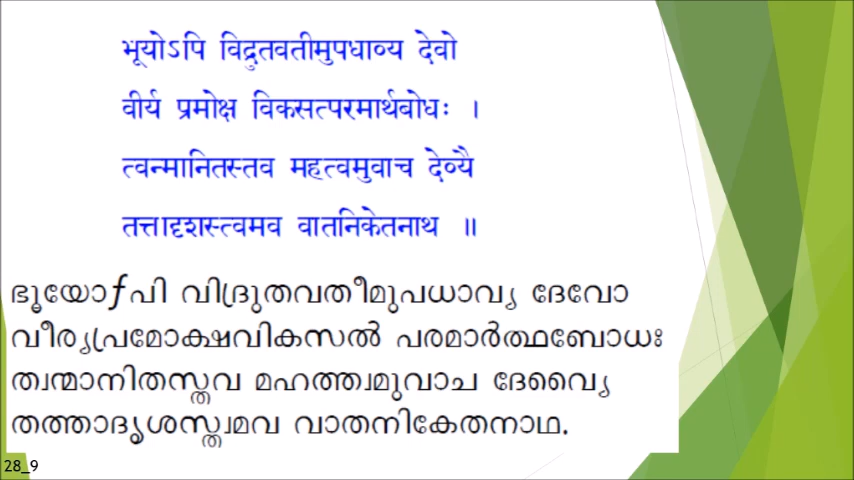 भूयोऽपि विद्रुतवतीमुपधाव्य देवो
वीर्य प्रमोक्ष विकसत्परमार्थबोधः ।
त्वन्मानितस्तव महत्वमुवाच देव्यै
तत्तादृशस्त्वमव वातनिकेतनाथ ॥
ഭൂയോƒപി വിദ്രുതവതീമുപധാവ്യ ദേവോ
വീര്യപ്രമോക്ഷവികസൽ പരമാർത്ഥബോധഃ
ത്വന്മാനിതസ്തവ മഹത്ത്വമുവാച ദേവ്യൈ
തത്താദൃശസ്ത്വമവ വാതനികേതനാഥ.
28_9